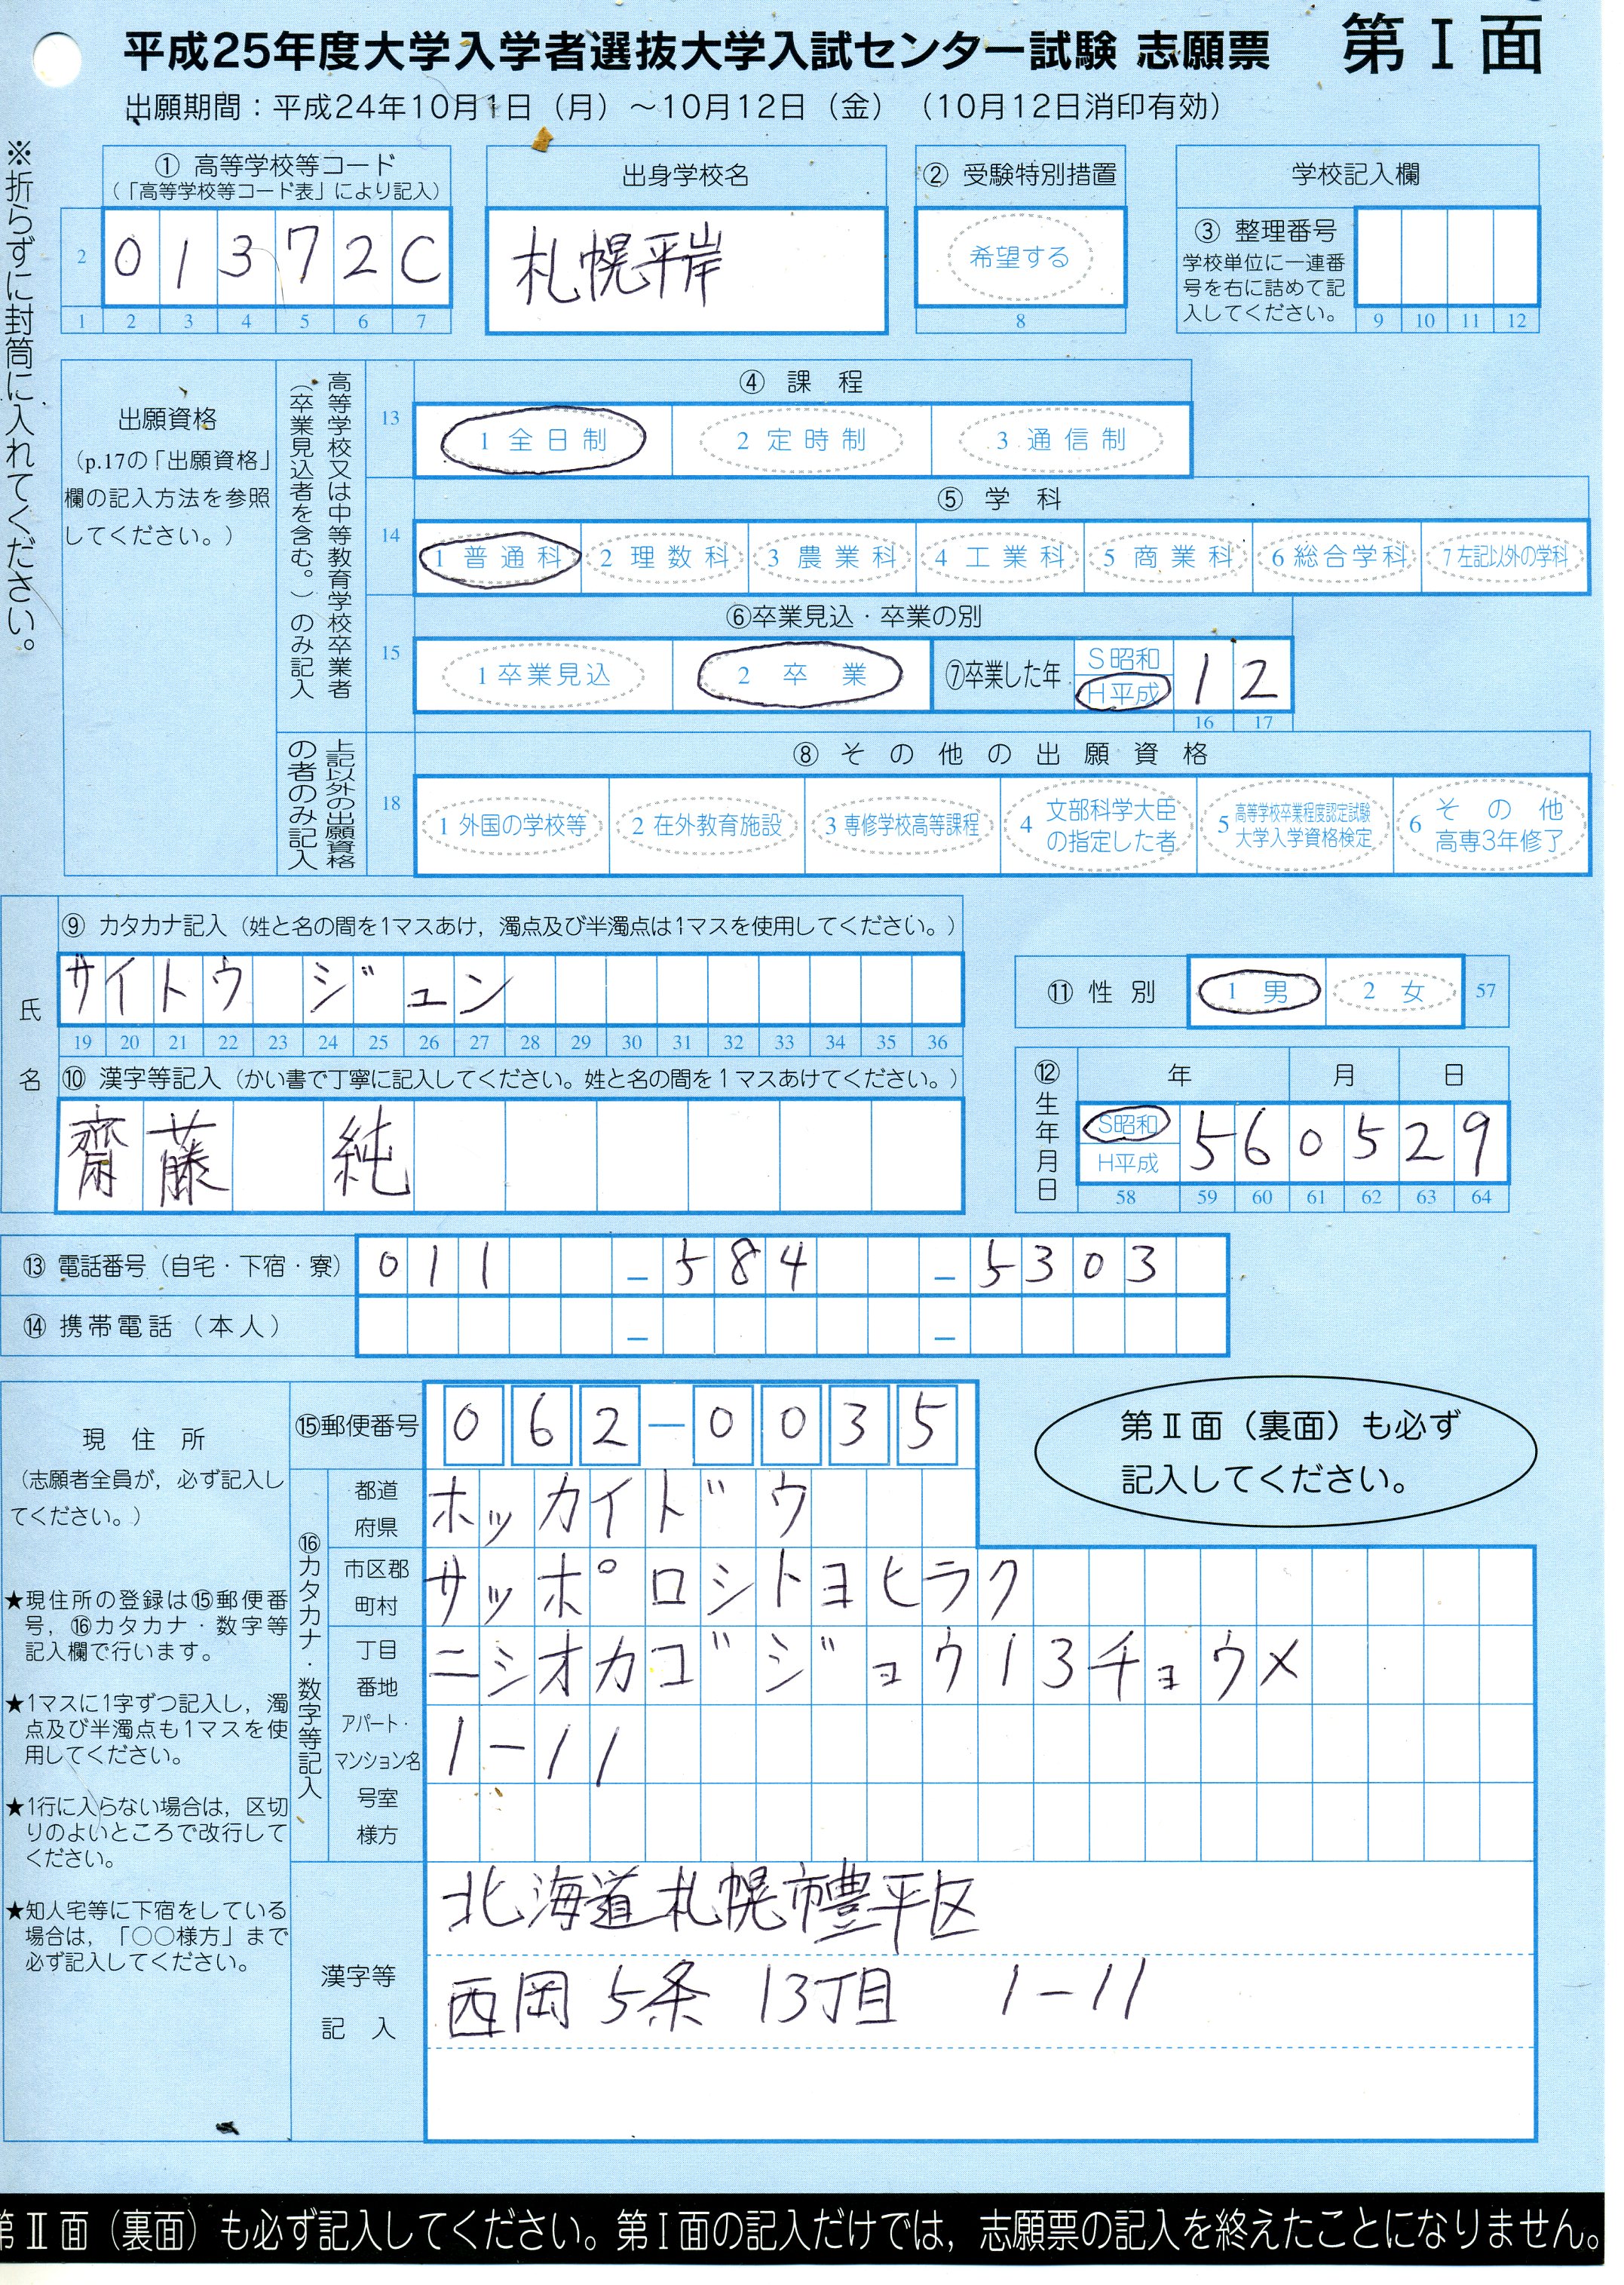 平成25年度大学入学者選抜大学入試センター試験 志願票 第Ⅰ面
出願期間：平成24年10月1日（月）～10月12日（金）（10月12日消印有効）
※折らずに封筒に入れてください。
① 高等学校等コード
（「高等学校等コード表」により記入）
2 01372C
1 2 3 4 5 6 7
出身学校名
札幌平岸
② 受験特別措置
希望する
8
学校記入欄
③ 整理番号
学校単位に一連番
号を右に詰めて記
入してください。
9 10 11 12
出願資格
（p.17の「出願資格」
欄の記入方法を参照
してください。）
高等学校又は中等教育学校卒業者
（卒業見込者を含む。）のみ記入
④ 課 程
13 1 全日制 2 定時制 3 通信制
⑤ 学 科
14 1 普通科 2 理数科 3 農業科 4 工業科 5 商業科 6 総合学科 7 左記以外の学科
⑥卒業見込・卒業の別
15 1 卒業見込 2 卒 業 ⑦卒業した年 S昭和 H平成 12
16 17
上記以外の出願資格
の者のみ記入
⑧ その他の出願資格
18 1 外国の学校等 2 在外教育施設 3 専修学校高等課程 4 文部科学大臣の指定した者 5 高等学校卒業程度認定試験 大学入学資格検定 6 その他 高専3年修了
氏名
⑨ カタカナ記入（姓と名の間を1マスあけ，濁点及び半濁点は1マスを使用してください。）
サイトウ ジュン
19 20 21 22 23 24 25 26 27 28 29 30 31 32 33 34 35 36
⑩ 漢字等記入（かい書で丁寧に記入してください。姓と名の間を1マスあけてください。）
齋藤 純
⑪ 性 別 1 男 2 女 57
⑫生年月日
年 月 日
S昭和 H平成 560529
58 59 60 61 62 63 64
⑬ 電話番号（自宅・下宿・寮） 011－584－5303
⑭ 携帯電話（本人） － －
現 住 所
（志願者全員が，必ず記入し
てください。）
★現住所の登録は⑮郵便番
号，⑯カタカナ・数字等
記入欄で行います。
★1マスに1字ずつ記入し，濁
点及び半濁点も1マスを使
用してください。
★1行に入らない場合は，区切
りのよいところで改行して
ください。
★知人宅等に下宿をしている
場合は，「〇〇様方」まで
必ず記入してください。
⑮郵便番号 062－0035
第Ⅱ面（裏面）も必ず
記入してください。
⑯カタカナ・数字等記入
都道府県 ホッカイドウ
市区郡町村 サッポロシトヨヒラク
丁目番地 ニシオカゴジョウ13チョウメ
アパート・マンション名 1-11
号室様方
漢字等記入
北海道札幌市豊平区
西岡5条13丁目 1-11
第Ⅱ面（裏面）も必ず記入してください。第Ⅰ面の記入だけでは，志願票の記入を終えたことになりません。